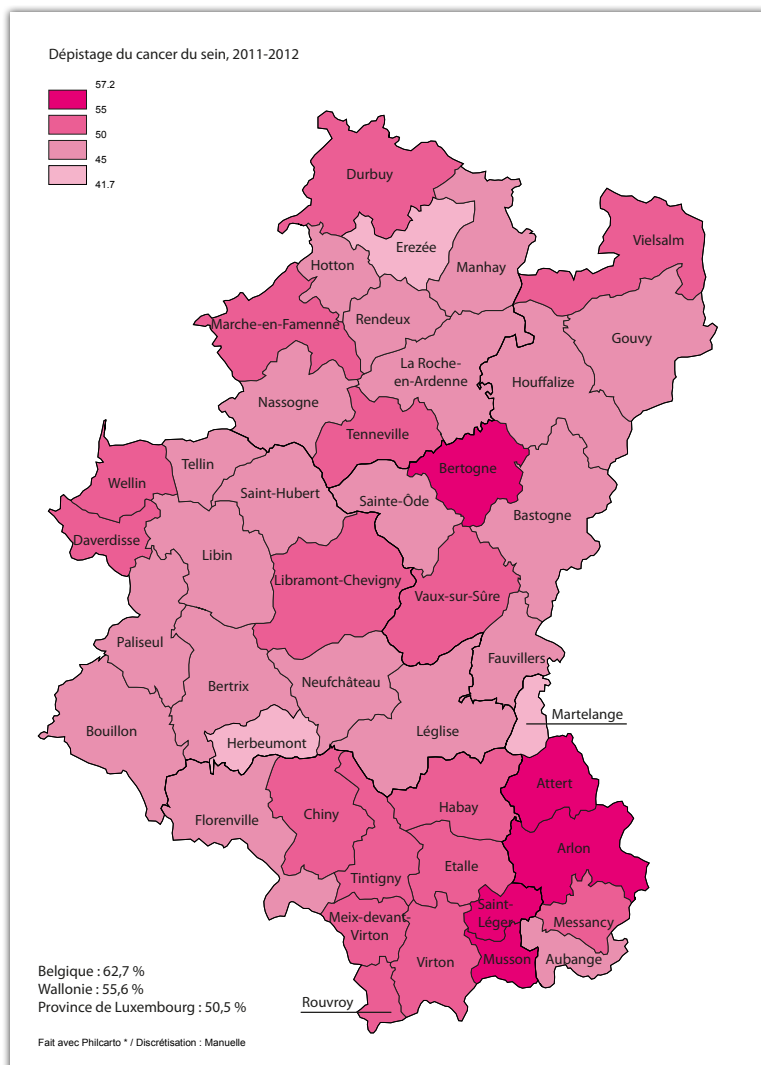 Dépistage du cancer du sein, 2011-2012
57.2
55
50
45
41.7
Durbuy
Vielsalm
Erezée
Hotton
Manhay
Marche-en-Famenne
Rendeux
Gouvy
La Roche-
en-Ardenne
Houffalize
Nassogne
Tenneville
Tellin
Bertogne
Wellin
Saint-Hubert
Sainte-Ôde
Bastogne
Daverdisse
Libin
Libramont-Chevigny
Vaux-sur-Sûre
Paliseul
Fauvillers
Bertrix
Neufchâteau
Martelange
Bouillon
Herbeumont
Léglise
Attert
Habay
Florenville
Chiny
Arlon
Etalle
Tintigny
Saint-
Léger
Meix-devant-
Virton
Messancy
Musson
Aubange
Virton
Belgique : 62,7 %
Wallonie : 55,6 %
Province de Luxembourg : 50,5 %
Rouvroy
Fait avec Philcarto * / Discrétisation : Manuelle